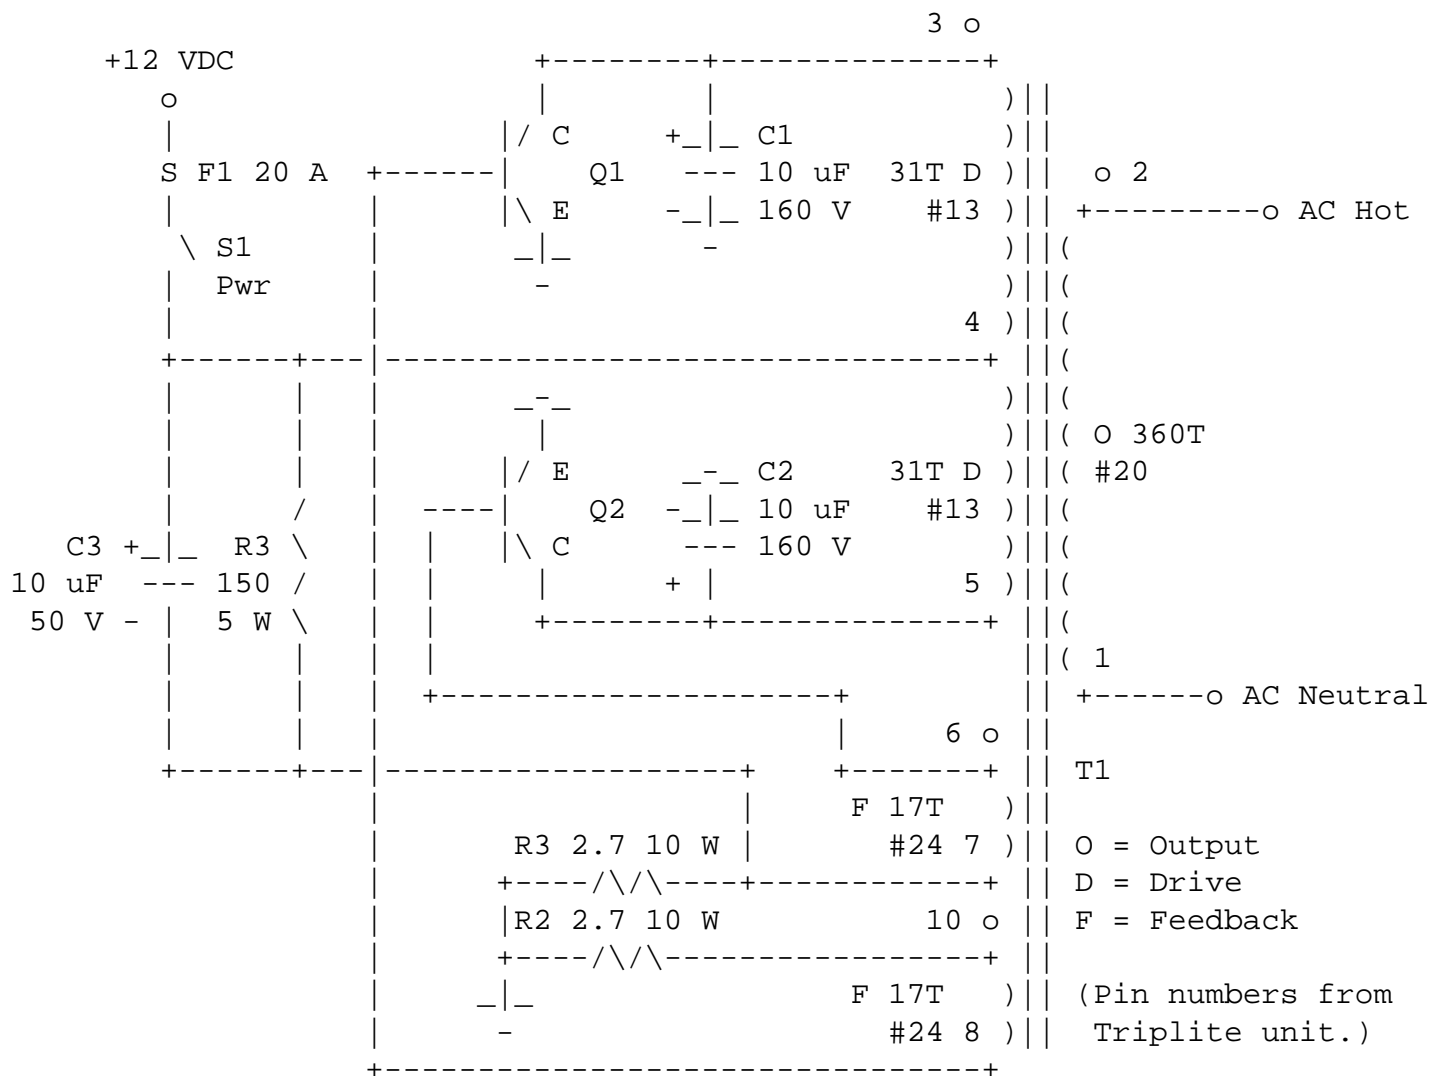 3 o
+12 VDC +--------+--------------+
o | | )||
| |/ C +_|_ C1 )||
S F1 20 A +------| Q1 --- 10 uF 31T D )|| o 2
| | |\ E -_|_ 160 V #13 )|| +---------o AC Hot
\ S1 | _|_ - )||(
| Pwr | - )||(
| | 4 )||(
+------+---|--------------------------------+ ||(
| | | _-_ )||(
| | | | )||( O 360T
| | | |/ E _-_ C2 31T D )||( #20
| / | ----| Q2 -_|_ 10 uF #13 )||(
C3 +_|_ R3 \ | | |\ C --- 160 V )||(
10 uF --- 150 / | | | + | 5 )||(
50 V - | 5 W \ | | +--------+--------------+ ||(
| | | | ||( 1
| | | +----------------------+ || +------o AC Neutral
| | | | 6 o ||
+------+---|-------------------+ +-------+ || T1
| | F 17T )||
| R3 2.7 10 W | #24 7 )|| O = Output
| +----/\/\----+------------+ || D = Drive
| |R2 2.7 10 W 10 o || F = Feedback
| +----/\/\-----------------+ ||
| _|_ F 17T )|| (Pin numbers from
| - #24 8 )|| Triplite unit.)
+--------------------------------+